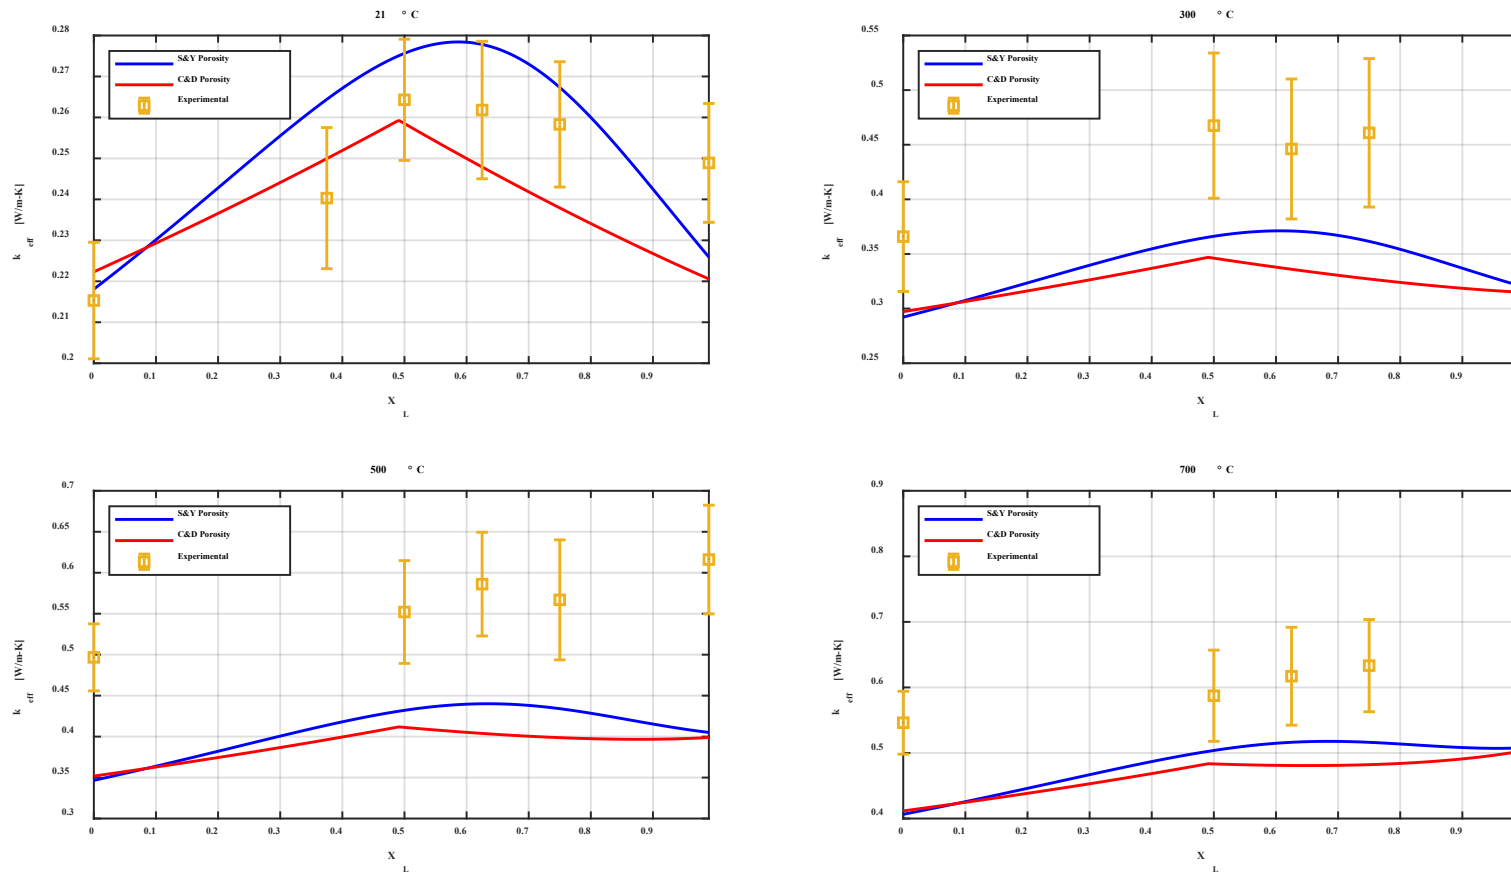 21 ° C
0.28
0.27
0.26
0.25
0.24
0.23
0.22
0.21
0.2
k eff [W/m-K]
S&Y Porosity
C&D Porosity
Experimental
0 0.1 0.2 0.3 0.4 0.5 0.6 0.7 0.8 0.9
X L
300 ° C
0.55
0.5
0.45
0.4
0.35
0.3
0.25
k eff [W/m-K]
S&Y Porosity
C&D Porosity
Experimental
0 0.1 0.2 0.3 0.4 0.5 0.6 0.7 0.8 0.9
X L
500 ° C
0.7
0.65
0.6
0.55
0.5
0.45
0.4
0.35
0.3
k eff [W/m-K]
S&Y Porosity
C&D Porosity
Experimental
0 0.1 0.2 0.3 0.4 0.5 0.6 0.7 0.8 0.9
X L
700 ° C
0.9
0.8
0.7
0.6
0.5
0.4
k eff [W/m-K]
S&Y Porosity
C&D Porosity
Experimental
0 0.1 0.2 0.3 0.4 0.5 0.6 0.7 0.8 0.9
X L